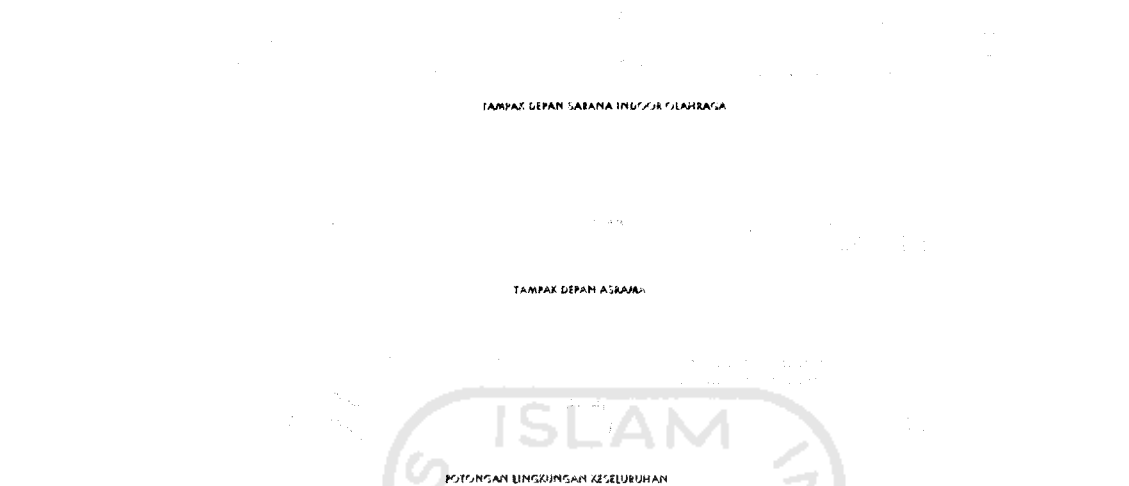 TAMPAK DEPAN SARANA INDOOR OLAHRAGA
TAMPAK DEPAN ASRAMA
ISLAM
POTONGAN LINGKUNGAN KESELURUHAN